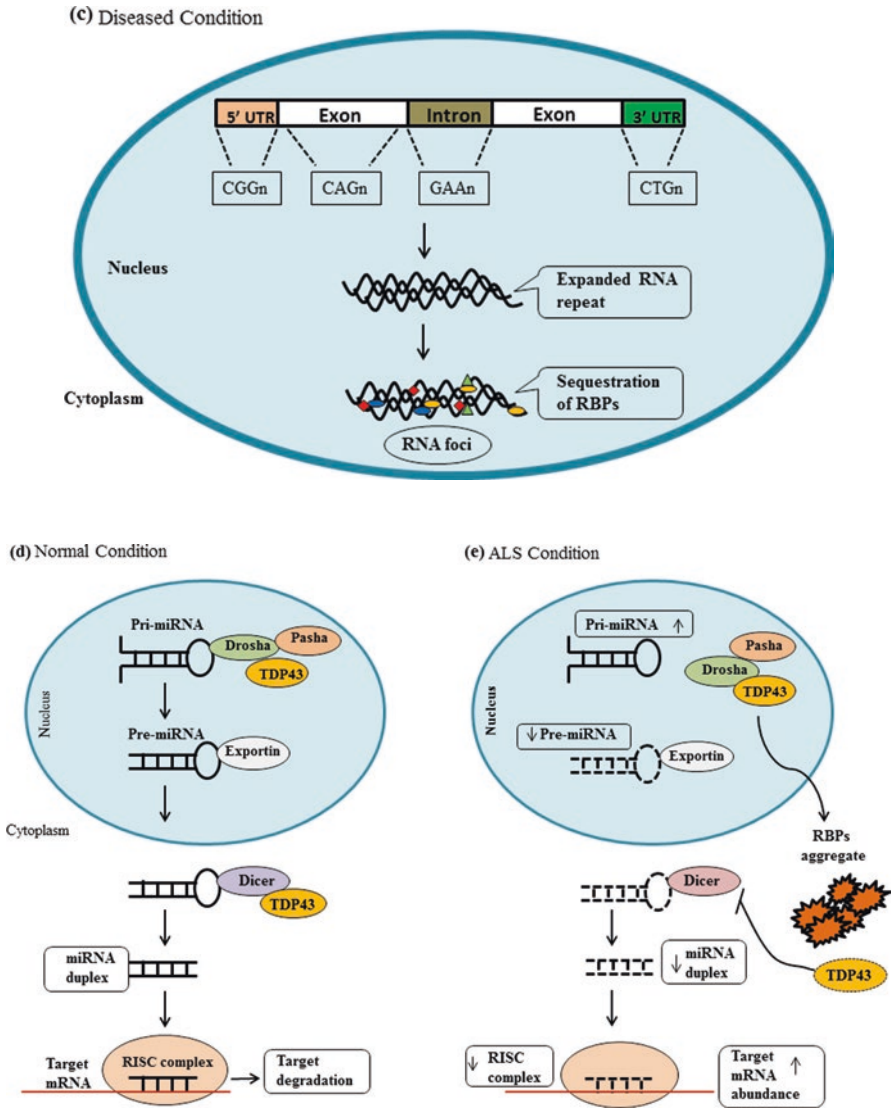 (c) Diseased Condition
5' UTR Exon Intron Exon 3' UTR
CGGn CAGn GAAn CTGn
Nucleus
Expanded RNA
repeat
Cytoplasm
Sequestration
of RBPs
RNA foci
(d) Normal Condition
Pri-miRNA
Drosha
Pasha
TDP43
Nucleus
Pre-miRNA
Exportin
Cytoplasm
Dicer
TDP43
miRNA
duplex
Target
mRNA
RISC complex
Target
degradation
(e) ALS Condition
Pri-miRNA ↑
Pasha
Drosha
TDP43
Nucleus
↓ Pre-miRNA
Exportin
RBPs
aggregate
Dicer
↓ miRNA
duplex
TDP43
↓ RISC
complex
Target ↑
mRNA
abundance